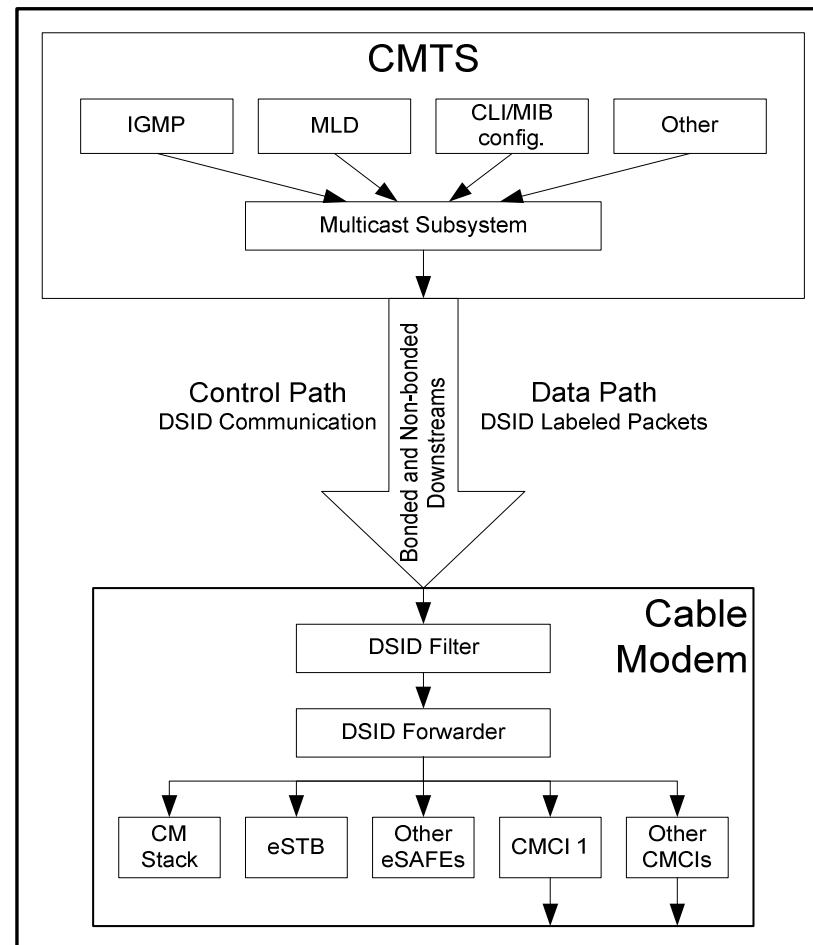 CMTS
IGMP
MLD
CLI/MIB
config.
Other
Multicast Subsystem
Control Path
DSID Communication
Bonded and Non-bonded
Downstreams
Data Path
DSID Labeled Packets
Cable
Modem
DSID Filter
DSID Forwarder
CM
Stack
eSTB
Other
eSAFEs
CMCI 1
Other
CMCIs